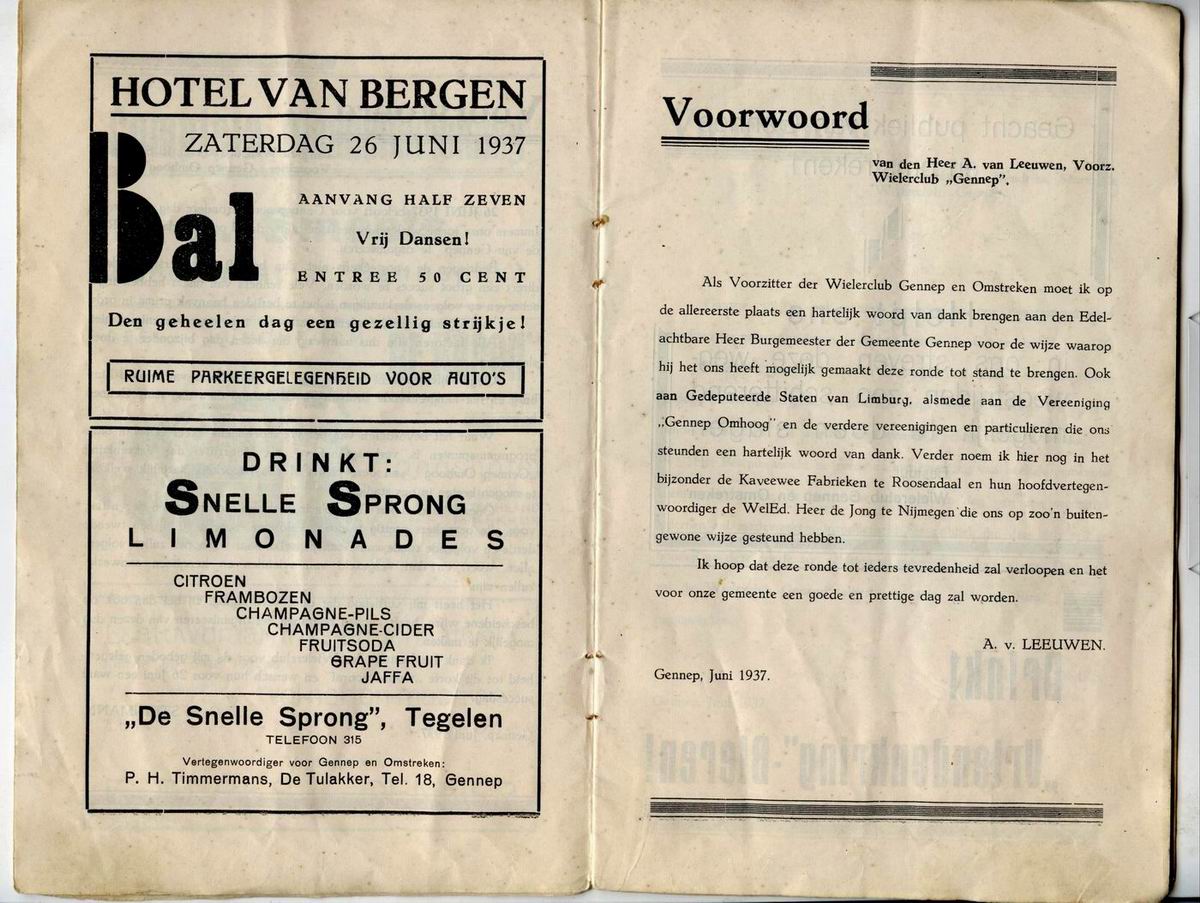 HOTEL VAN BERGEN
ZATERDAG 26 JUNI 1937
Bal
AANVANG HALF ZEVEN
Vrij Dansen!
ENTREE 50 CENT
Den geheelen dag een gezellig strijkje!
RUIME PARKEERGELEGENHEID VOOR AUTO'S
DRINKT:
SNELLE SPRONG
LIMONADES
CITROEN
FRAMBOZEN
CHAMPAGNE-PILS
CHAMPAGNE-CIDER
FRUITSODA
GRAPE FRUIT
JAFFA
„De Snelle Sprong", Tegelen
TELEFOON 315
Vertegenwoordiger voor Gennep en Omstreken:
P. H. Timmermans, De Tulakker, Tel. 18, Gennep
Voorwoord
van den Heer A. van Leeuwen, Voorz.
Wielerclub „Gennep".
Als Voorzitter der Wielerclub Gennep en Omstreken moet ik op
de allereerste plaats een hartelijk woord van dank brengen aan den Edel-
achtbare Heer Burgemeester der Gemeente Gennep voor de wijze waarop
hij het ons heeft mogelijk gemaakt deze ronde tot stand te brengen. Ook
aan Gedeputeerde Staten van Limburg, alsmede aan de Vereeniging
„Gennep Omhoog" en de verdere vereenigingen en particulieren die ons
steunden een hartelijk woord van dank. Verder noem ik hier nog in het
bijzonder de Kaveewee Fabrieken te Roosendaal en hun hoofdvertegen-
woordiger de WelEd. Heer de Jong te Nijmegen die ons op zoo'n buiten-
gewone wijze gesteund hebben.
Ik hoop dat deze ronde tot ieders tevredenheid zal verloopen en het
voor onze gemeente een goede en prettige dag zal worden.
A. v. LEEUWEN.
Gennep, Juni 1937.